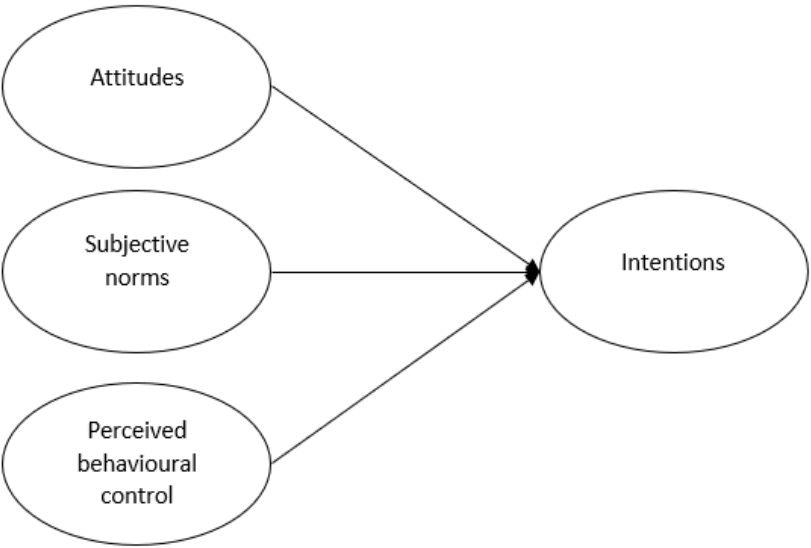 Attitudes
Subjective
norms
Intentions
Perceived
behavioural
control